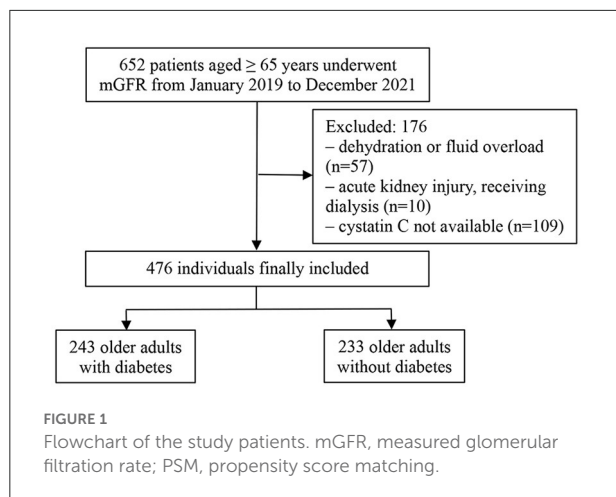 652 patients aged ≥ 65 years underwent
mGFR from January 2019 to December 2021
Excluded: 176
– dehydration or fluid overload
(n=57)
– acute kidney injury, receiving
dialysis (n=10)
– cystatin C not available (n=109)
476 individuals finally included
243 older adults
with diabetes
233 older adults
without diabetes
FIGURE 1
Flowchart of the study patients. mGFR, measured glomerular
filtration rate; PSM, propensity score matching.